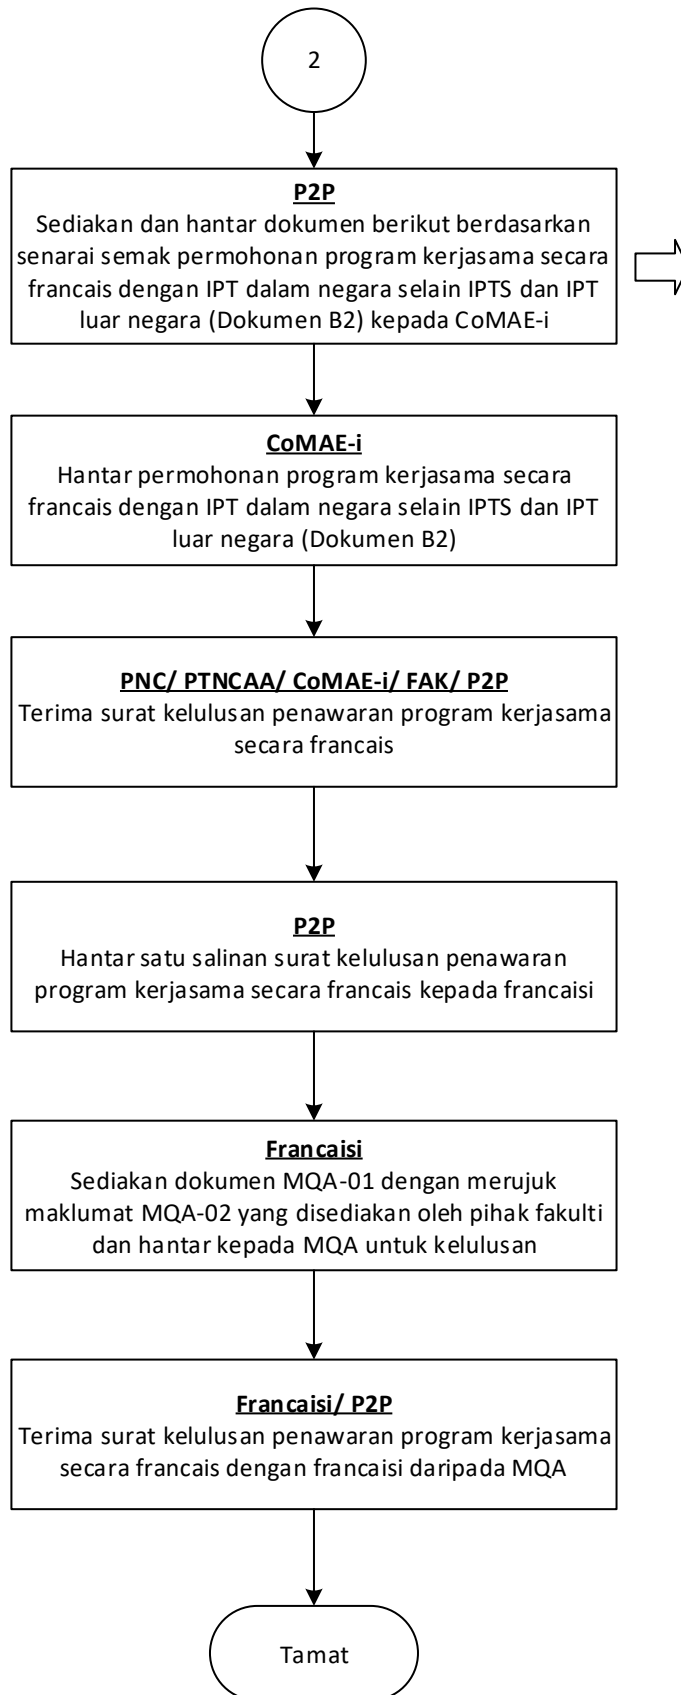 2
P2P
Sediakan dan hantar dokumen berikut berdasarkan
senarai semak permohonan program kerjasama secara
francais dengan IPT dalam negara selain IPTS dan IPT
luar negara (Dokumen B2) kepada CoMAE-i
CoMAE-i
Hantar permohonan program kerjasama secara
francais dengan IPT dalam negara selain IPTS dan IPT
luar negara (Dokumen B2)
PNC/ PTNCAA/ CoMAE-i/ FAK/ P2P
Terima surat kelulusan penawaran program kerjasama
secara francais
P2P
Hantar satu salinan surat kelulusan penawaran
program kerjasama secara francais kepada francaisi
Francaisi
Sediakan dokumen MQA-01 dengan merujuk
maklumat MQA-02 yang disediakan oleh pihak fakulti
dan hantar kepada MQA untuk kelulusan
Francaisi/ P2P
Terima surat kelulusan penawaran program kerjasama
secara francais dengan francaisi daripada MQA
Tamat